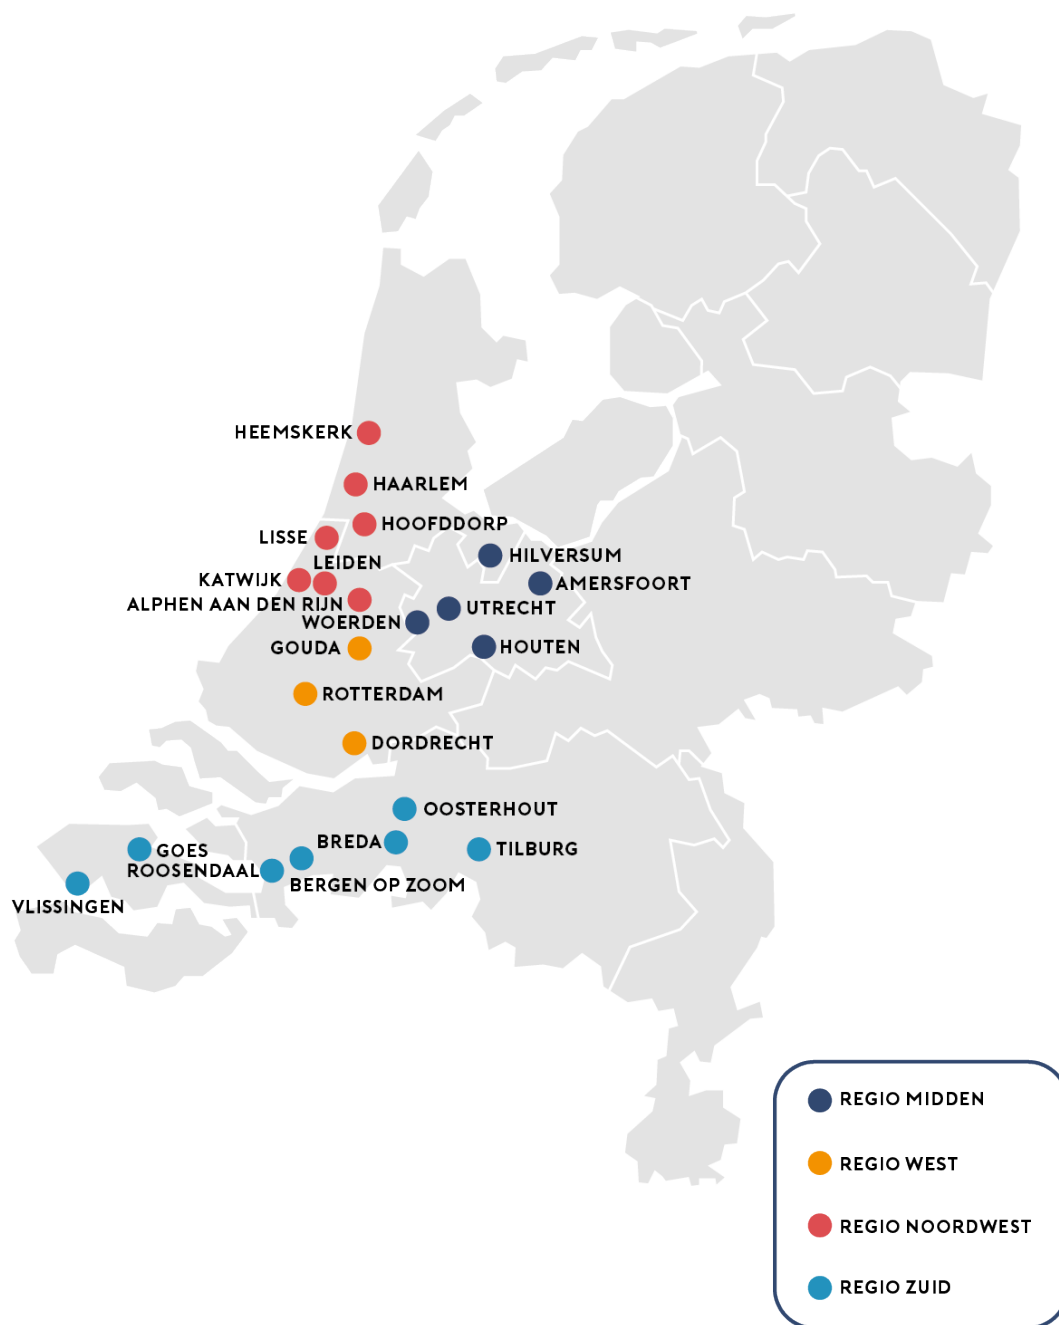 HEEMSKERK
HAARLEM
HOOFDDORP
LISSE
LEIDEN
HILVERSUM
KATWIJK
AMERSFOORT
ALPHEN AAN DEN RIJN
UTRECHT
WOERDEN
GOUDA
HOUTEN
ROTTERDAM
DORDRECHT
OOSTERHOUT
BREDA
TILBURG
GOES
ROOSENDAAL
BERGEN OP ZOOM
VLISSINGEN
REGIO MIDDEN
REGIO WEST
REGIO NOORDWEST
REGIO ZUID